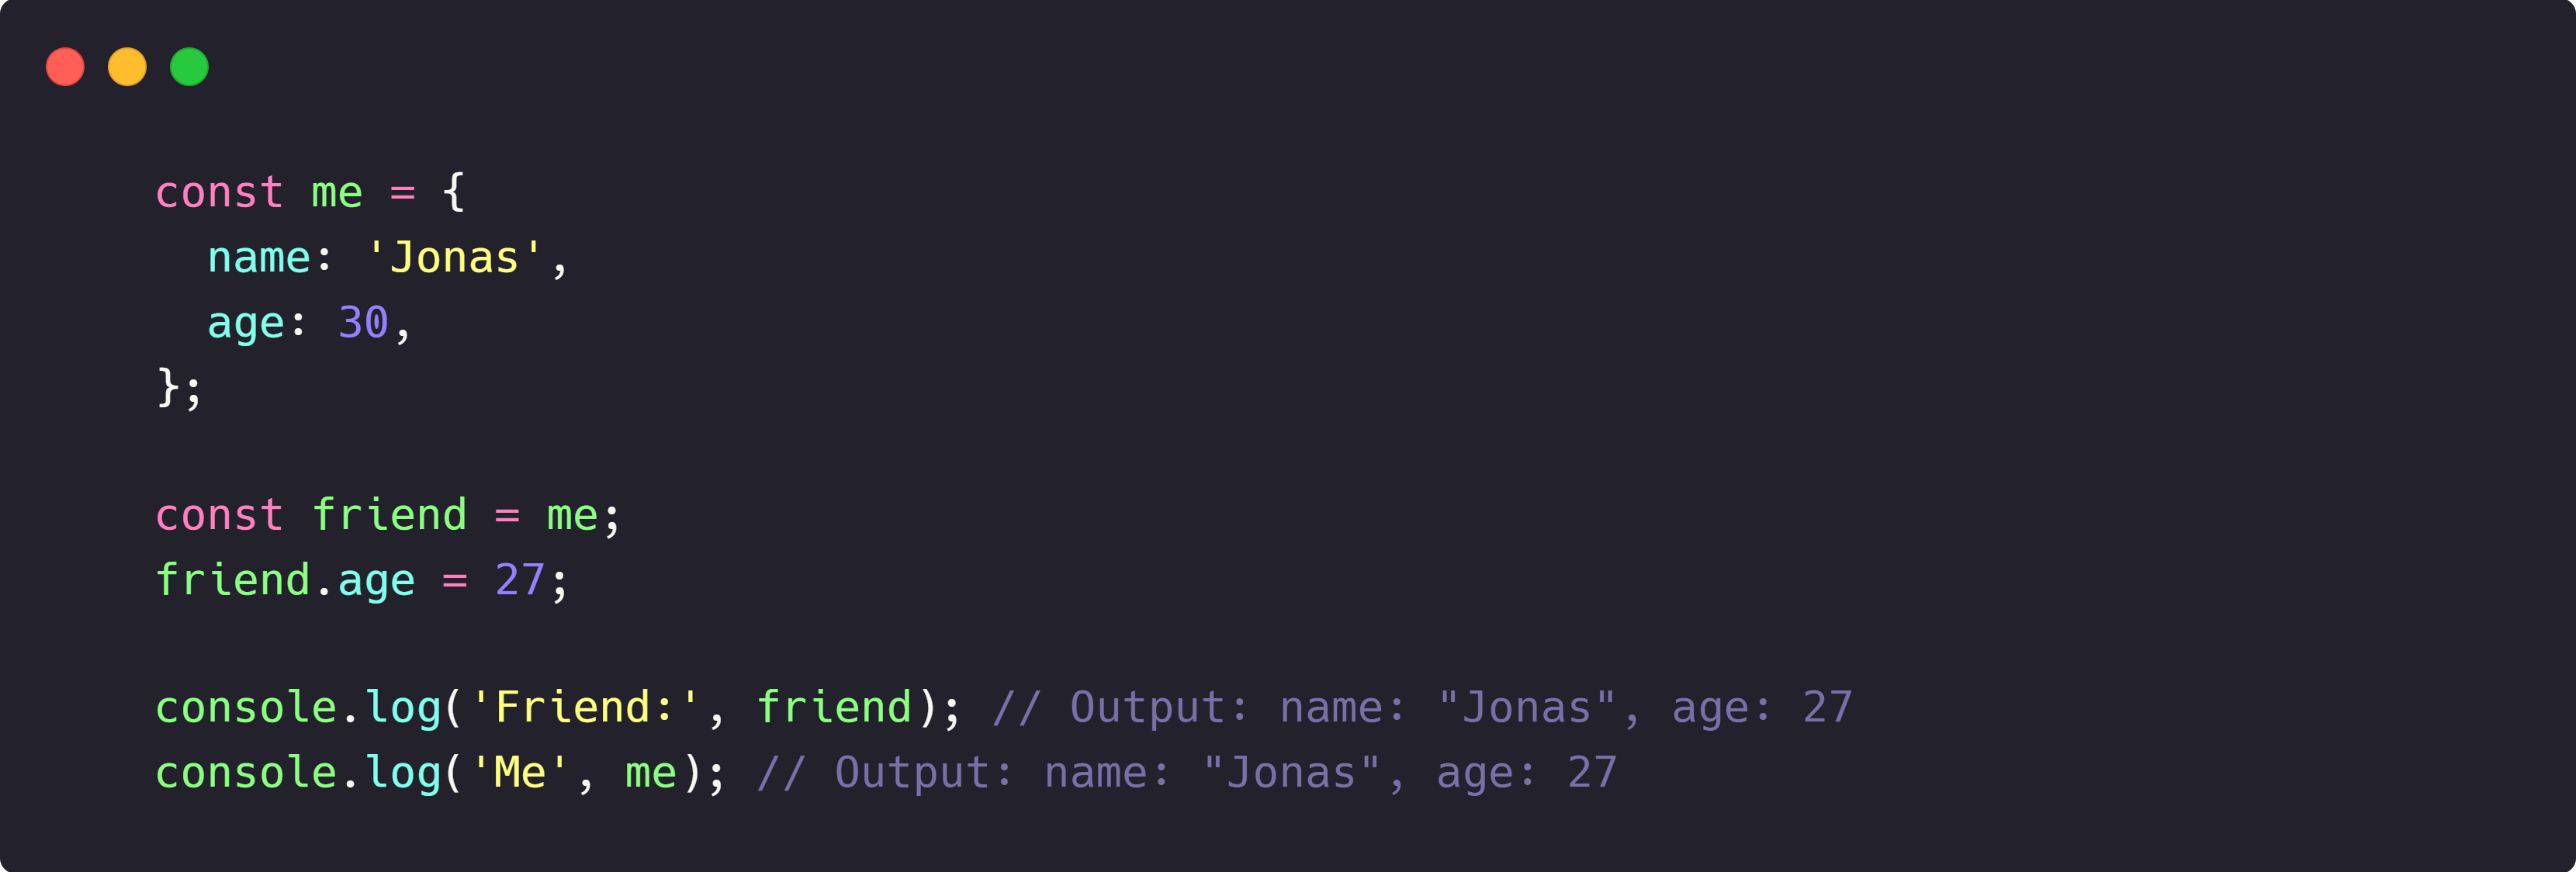 const me = {
  name: 'Jonas',
  age: 30,
};

const friend = me;
friend.age = 27;

console.log('Friend:', friend); // Output: name: "Jonas", age: 27
console.log('Me', me); // Output: name: "Jonas", age: 27